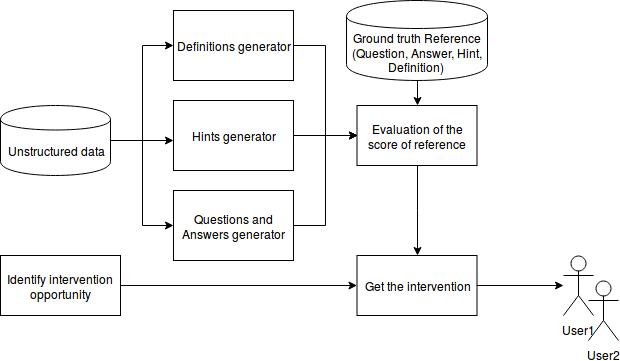 Definitions generator
Ground truth Reference
(Question, Answer, Hint,
Definition)
Unstructured data
Hints generator
Evaluation of the
score of reference
Questions and
Answers generator
Identify intervention
opportunity
Get the intervention
User1
User2